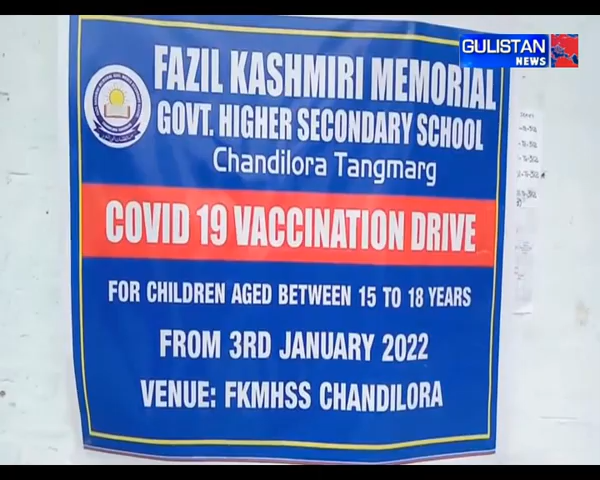 GULISTAN
NEWS
FAZIL KASHMIRI MEMORIAL
GOVT. HIGHER SECONDARY SCHOOL
Chandilora Tangmarg
COVID 19 VACCINATION DRIVE
FOR CHILDREN AGED BETWEEN 15 TO 18 YEARS
FROM 3RD JANUARY 2022
VENUE: FKMHSS CHANDILORA